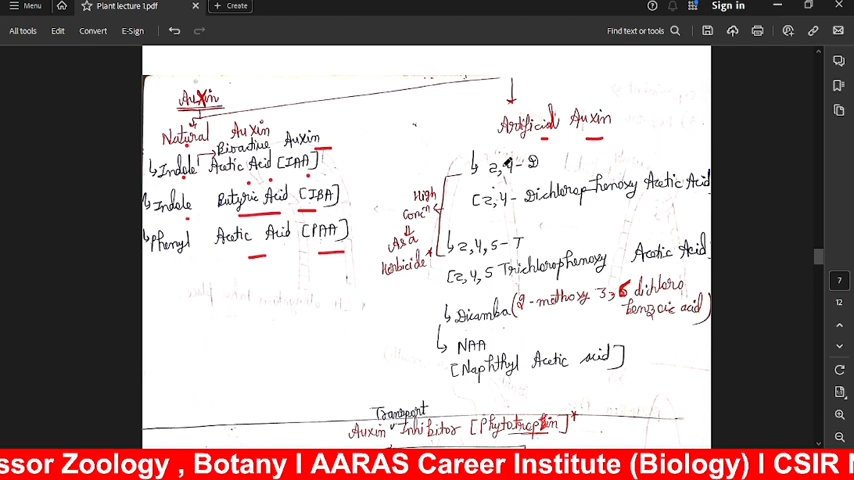 Menu
Plant lecture 1.pdf
Create
Sign in
All tools
Edit
Convert
E-Sign
Find text or tools
Auxin
Natural Auxin
Bioactive Auxin
Indole Acetic Acid [IAA]
Indole Butyric Acid [IBA]
Phenyl Acetic Acid [PAA]
Artificial Auxin
2,4-D
[2,4-Dichlorophenoxy Acetic Acid
High
Concn
As a
Herbicide *
2,4,5-T
[2,4,5 Trichlorophenoxy Acetic Acid]
Dicamba (2-methoxy 3,6 dichloro
benzoic acid)
NAA
[Naphthyl Acetic acid]
Transport
Auxin Inhibitor [Phytotropin]*
7
12
ssor Zoology , Botany I AARAS Career Institute (Biology) I CSIR